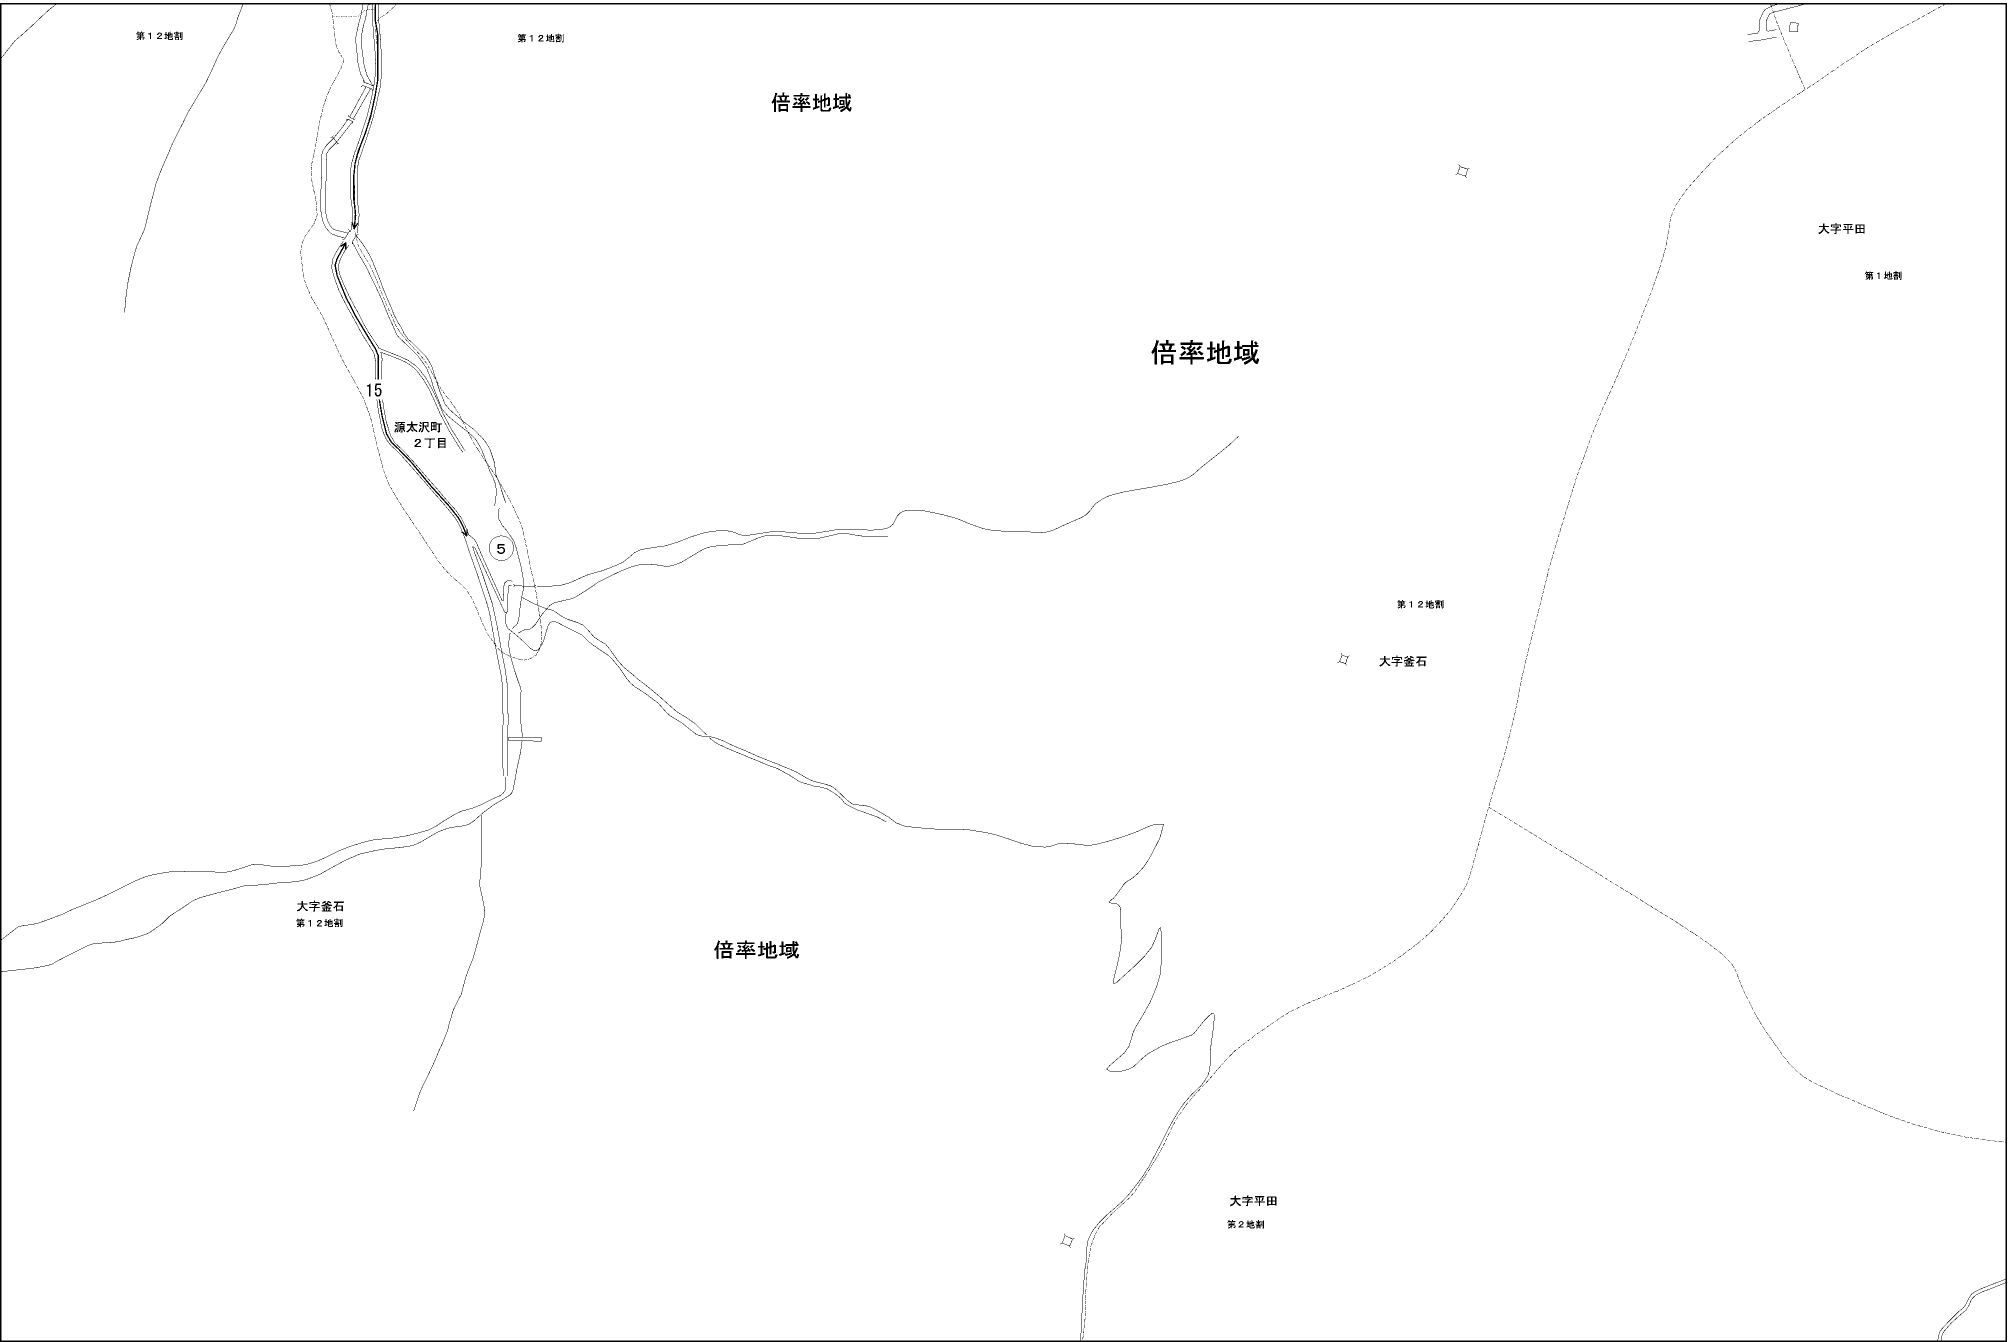 第１２地割
第１２地割
倍率地域
大字平田
第１地割
倍率地域
15
源太沢町
２丁目
5
第１２地割
大字釜石
大字釜石
第１２地割
倍率地域
大字平田
第２地割